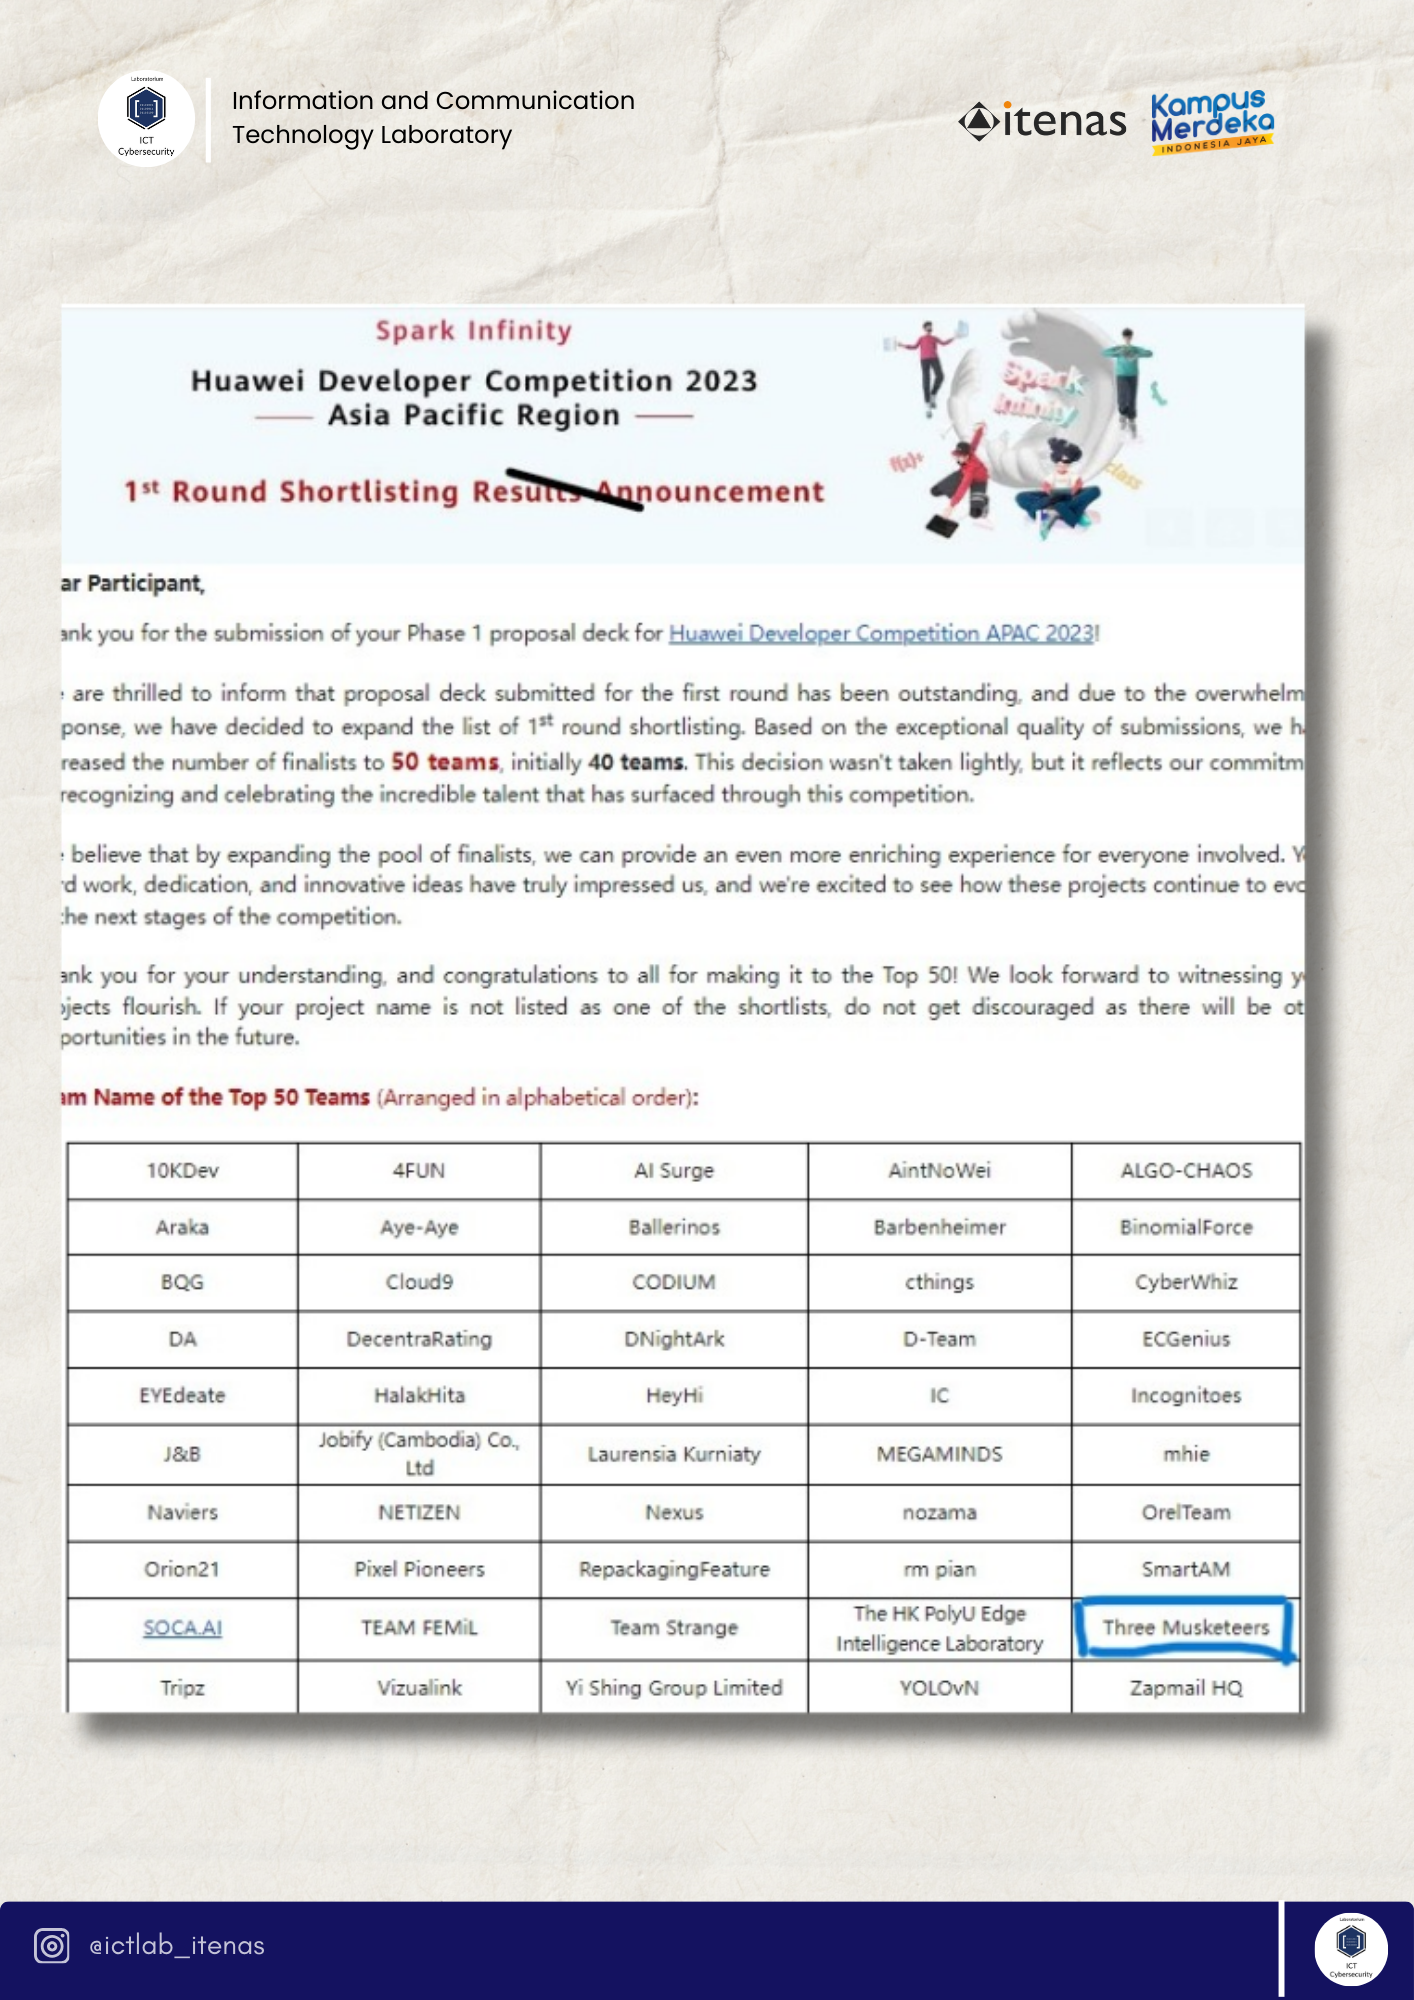 Laboratorium
ICT
Cybersecurity
Information and Communication
Technology Laboratory
itenas
Kampus
Merdeka
INDONESIA JAYA
Spark Infinity
Huawei Developer Competition 2023
Asia Pacific Region
1st Round Shortlisting Results Announcement
Spark
Infinity
f(x)+
class
ar Participant,
ank you for the submission of your Phase 1 proposal deck for Huawei Developer Competition APAC 2023!
are thrilled to inform that proposal deck submitted for the first round has been outstanding, and due to the overwhelm
ponse, we have decided to expand the list of 1st round shortlisting. Based on the exceptional quality of submissions, we ha
reased the number of finalists to 50 teams, initially 40 teams. This decision wasn't taken lightly, but it reflects our commitm
recognizing and celebrating the incredible talent that has surfaced through this competition.
believe that by expanding the pool of finalists, we can provide an even more enriching experience for everyone involved. Y
rd work, dedication, and innovative ideas have truly impressed us, and we're excited to see how these projects continue to evo
the next stages of the competition.
ank you for your understanding, and congratulations to all for making it to the Top 50! We look forward to witnessing y
jects flourish. If your project name is not listed as one of the shortlists, do not get discouraged as there will be ot
portunities in the future.
am Name of the Top 50 Teams (Arranged in alphabetical order):
10KDev 4FUN AI Surge AintNoWei ALGO-CHAOS
Araka Aye-Aye Ballerinos Barbenheimer BinomialForce
BQG Cloud9 CODIUM cthings CyberWhiz
DA DecentraRating DNightArk D-Team ECGenius
EYEdeate HalakHita HeyHi IC Incognitoes
J&B Jobify (Cambodia) Co., Ltd Laurensia Kurniaty MEGAMINDS mhie
Naviers NETIZEN Nexus nozama OrelTeam
Orion21 Pixel Pioneers RepackagingFeature rm pian SmartAM
SOCA.AI TEAM FEMiL Team Strange The HK PolyU Edge Intelligence Laboratory Three Musketeers
Tripz Vizualink Yi Shing Group Limited YOLOvN Zapmail HQ
@ictlab_itenas
Laboratorium
ICT
Cybersecurity